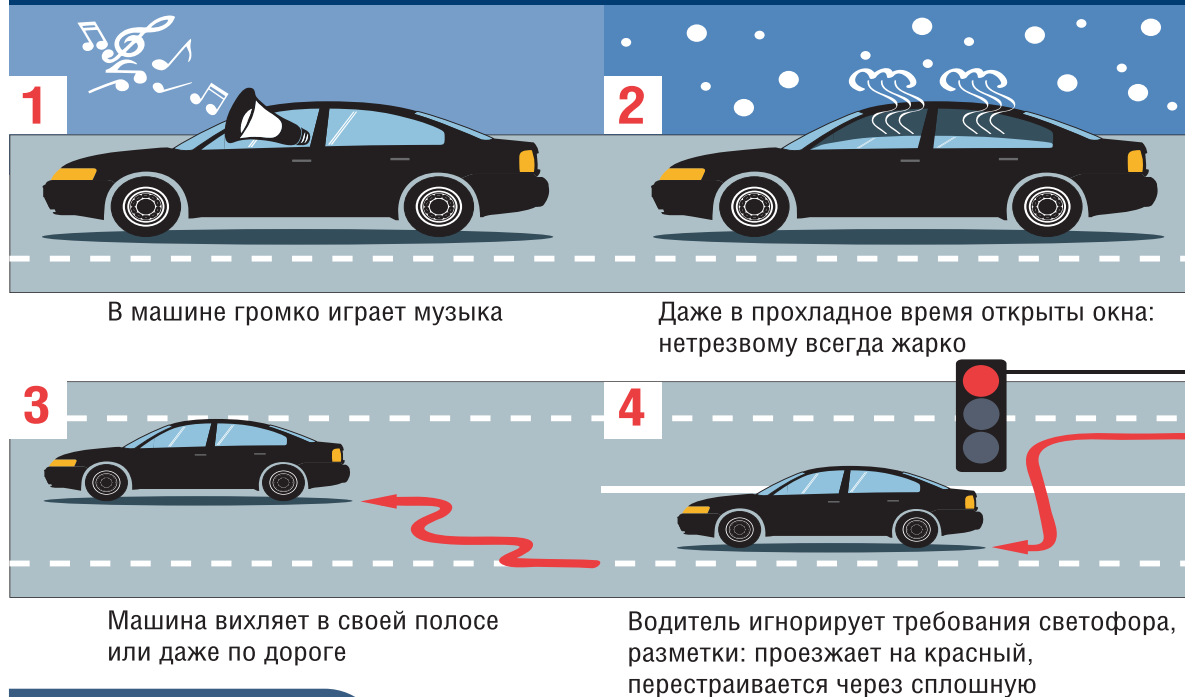 1
В машине громко играет музыка
2
Даже в прохладное время открыты окна:
нетрезвому всегда жарко
3
Машина вихляет в своей полосе
или даже по дороге
4
Водитель игнорирует требования светофора,
разметки: проезжает на красный,
перестраивается через сплошную